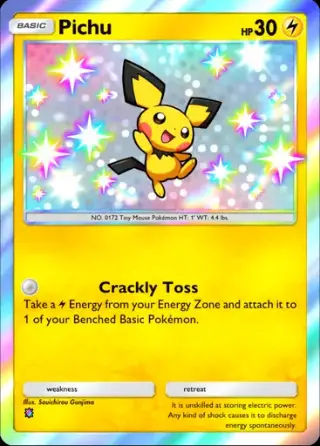 BASIC Pichu HP 30
NO. 0172 Tiny Mouse Pokémon HT: 1' WT: 4.4 lbs
Crackly Toss
Take a Energy from your Energy Zone and attach it to
1 of your Benched Basic Pokémon.
weakness retreat
Illus. Souichirou Gunjima
It is unskilled at storing electric power.
Any kind of shock causes it to discharge
energy spontaneously.